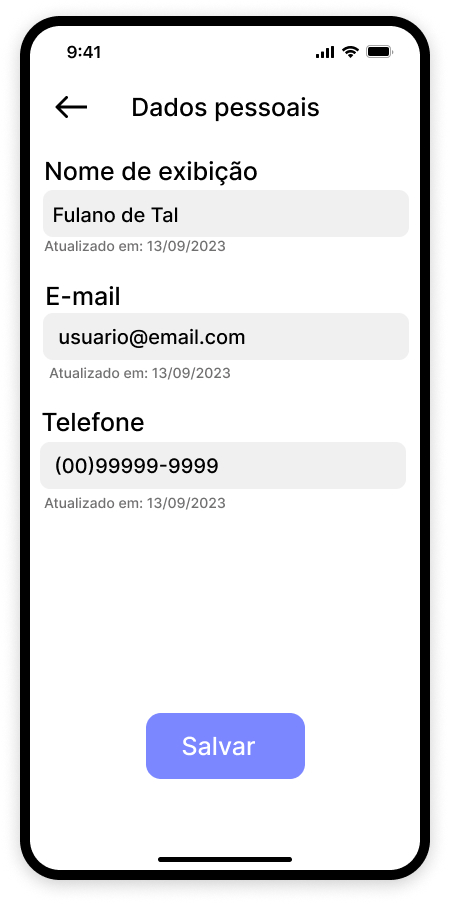 9:41
Dados pessoais
Nome de exibição
Fulano de Tal
Atualizado em: 13/09/2023
E-mail
usuario@email.com
Atualizado em: 13/09/2023
Telefone
(00)99999-9999
Atualizado em: 13/09/2023
Salvar